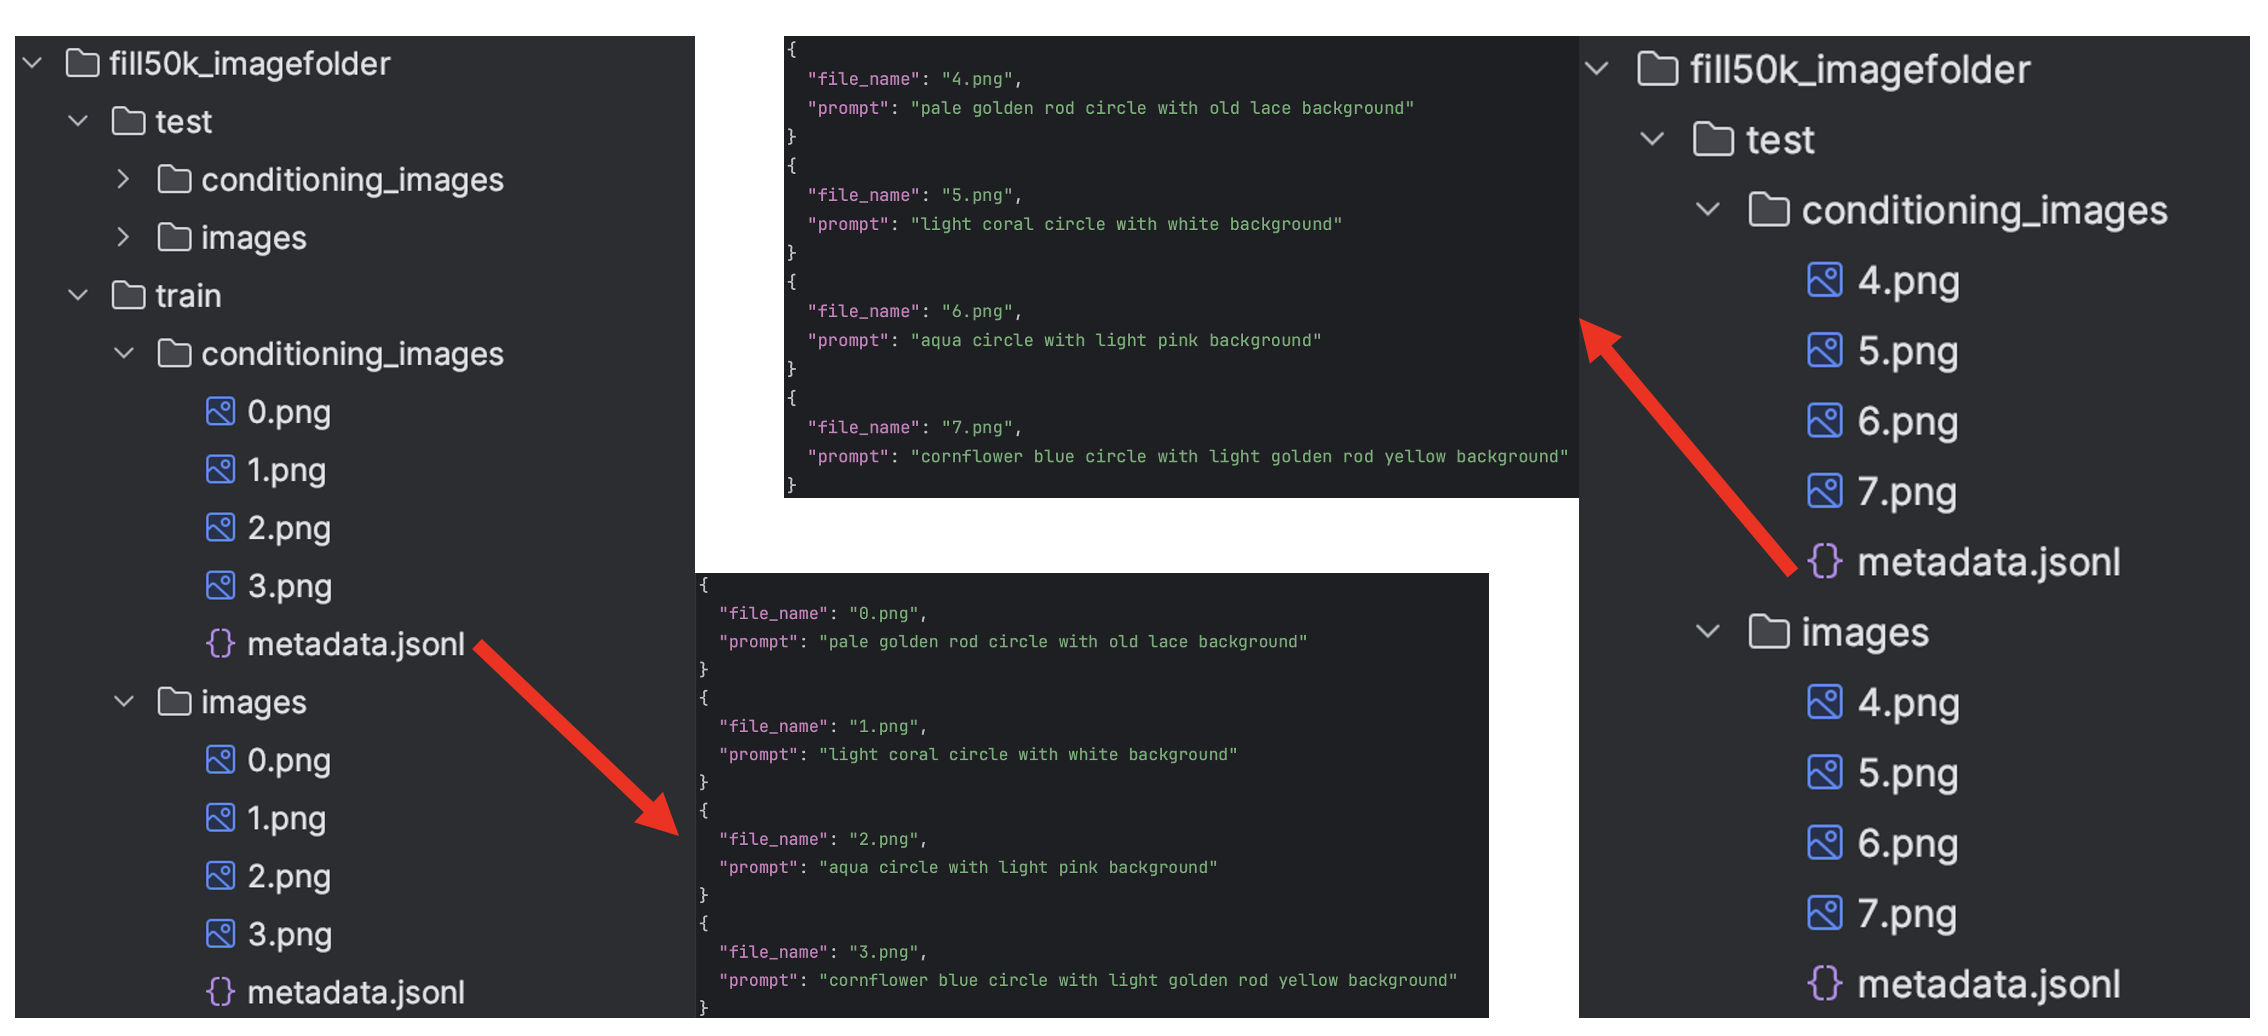 fill50k_imagefolder
test
conditioning_images
images
train
conditioning_images
0.png
1.png
2.png
3.png
{} metadata.jsonl
images
0.png
1.png
2.png
3.png
{} metadata.jsonl
{
"file_name": "4.png",
"prompt": "pale golden rod circle with old lace background"
}
{
"file_name": "5.png",
"prompt": "light coral circle with white background"
}
{
"file_name": "6.png",
"prompt": "aqua circle with light pink background"
}
{
"file_name": "7.png",
"prompt": "cornflower blue circle with light golden rod yellow background"
}
{
"file_name": "0.png",
"prompt": "pale golden rod circle with old lace background"
}
{
"file_name": "1.png",
"prompt": "light coral circle with white background"
}
{
"file_name": "2.png",
"prompt": "aqua circle with light pink background"
}
{
"file_name": "3.png",
"prompt": "cornflower blue circle with light golden rod yellow background"
}
fill50k_imagefolder
test
conditioning_images
4.png
5.png
6.png
7.png
{} metadata.jsonl
images
4.png
5.png
6.png
7.png
{} metadata.jsonl